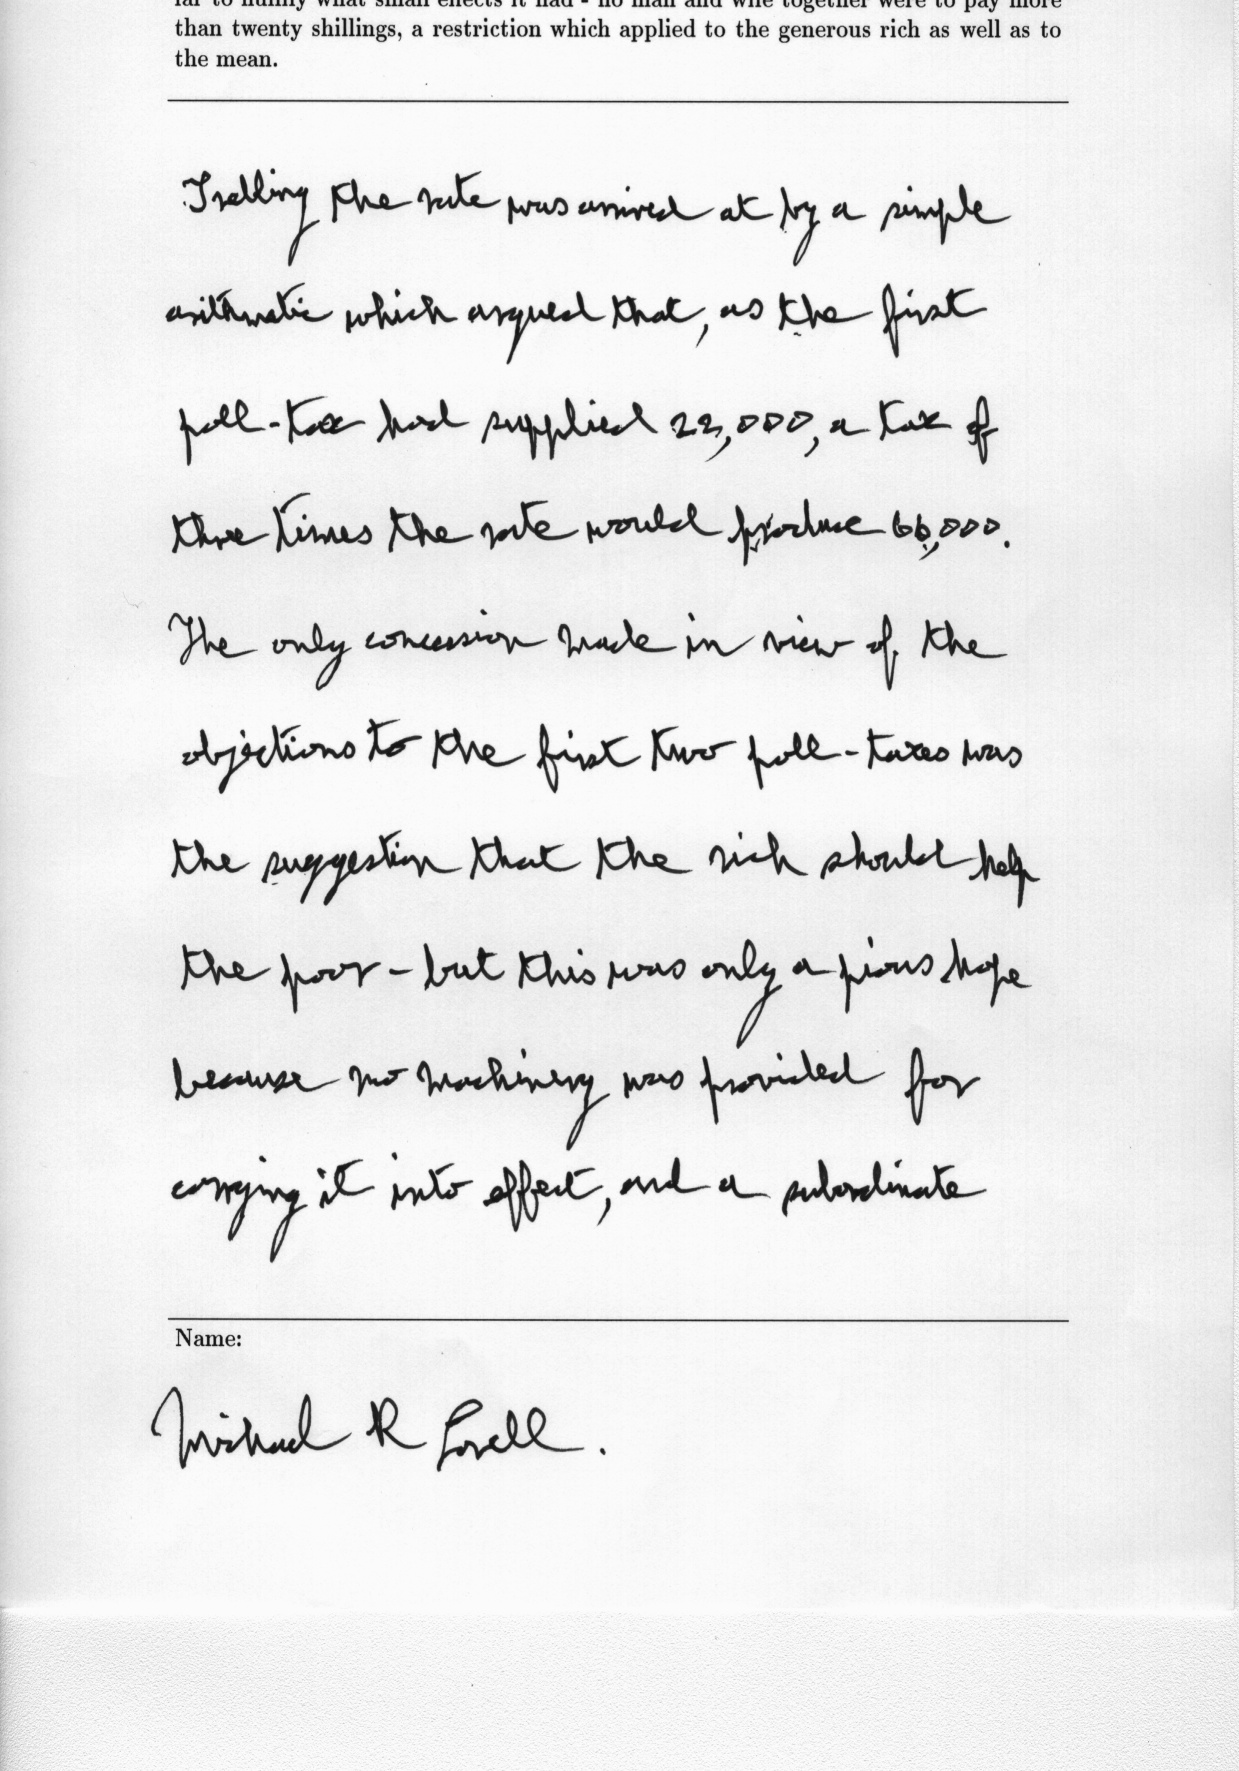 far to nullify what small effects it had - no man and wife together were to pay more
than twenty shillings, a restriction which applied to the generous rich as well as to
the mean.
Trebling the rate was arrived at by a simple
arithmetic which argued that, as the first
poll-tax had supplied 22,000, a tax of
three times the rate would produce 66,000.
The only concession made in view of the
objections to the first two poll-taxes was
the suggestion that the rich should help
the poor - but this was only a pious hope
because no machinery was provided for
carrying it into effect, and a subordinate
Name:
Michael R Lovell.